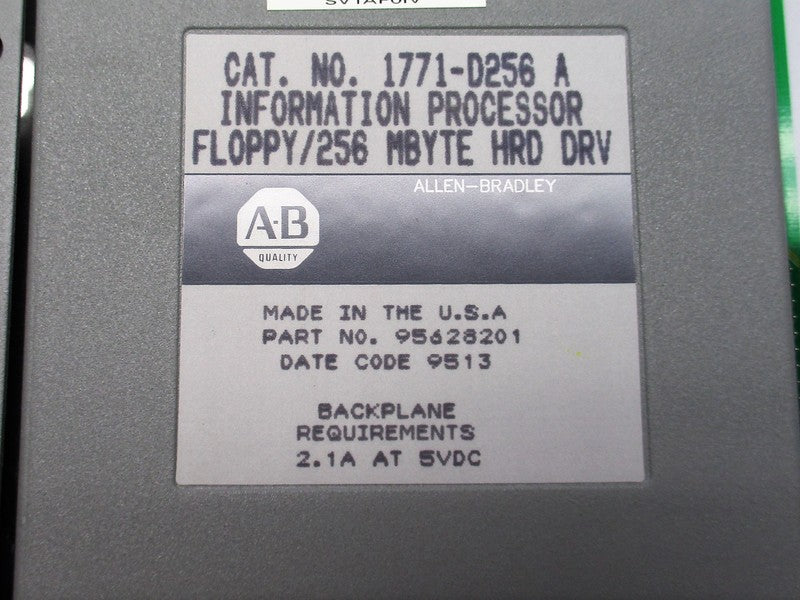 CAT. NO. 1771-D256 A
INFORMATION PROCESSOR
FLOPPY/256 MBYTE HRD DRV
ALLEN-BRADLEY
A-B
QUALITY
MADE IN THE U.S.A
PART NO. 95628201
DATE CODE 9513
BACKPLANE
REQUIREMENTS
2.1A AT 5VDC